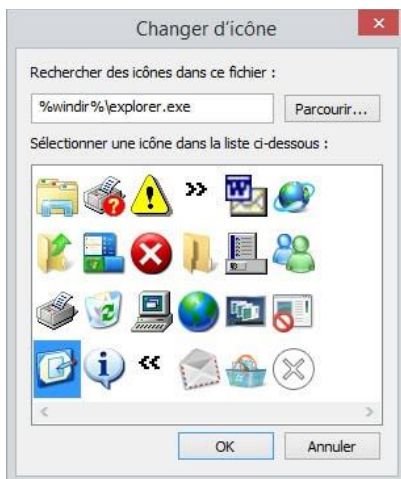 Changer d'icône
Rechercher des icônes dans ce fichier :
%windir%\explorer.exe
Parcourir...
Sélectionner une icône dans la liste ci-dessous :
OK
Annuler